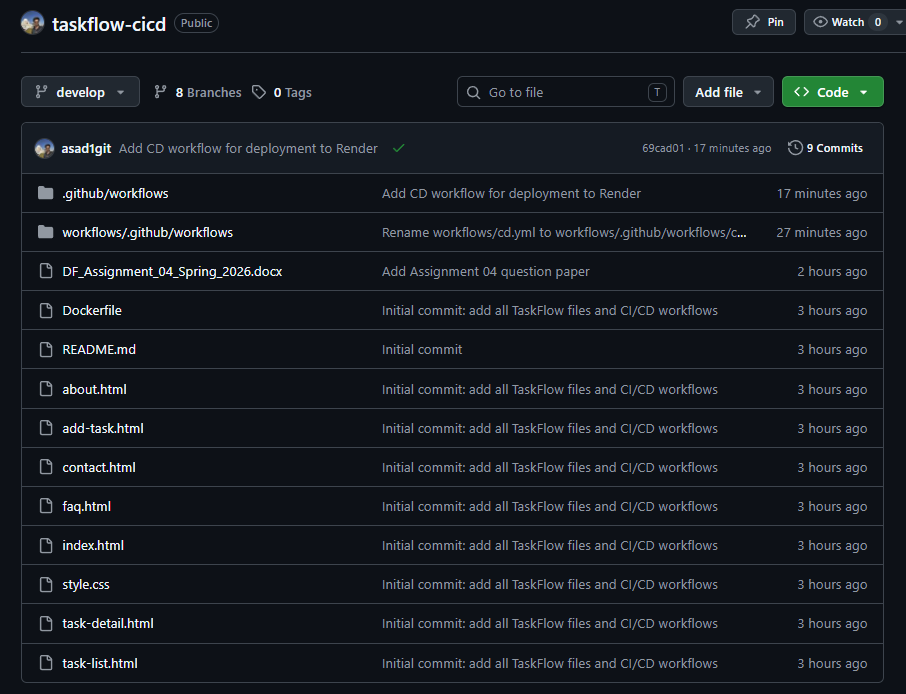 taskflow-cicd Public Pin Watch 0
develop 8 Branches 0 Tags Go to file T Add file Code
asad1git Add CD workflow for deployment to Render 69cad01 · 17 minutes ago 9 Commits
.github/workflows Add CD workflow for deployment to Render 17 minutes ago
workflows/.github/workflows Rename workflows/cd.yml to workflows/.github/workflows/c... 27 minutes ago
DF_Assignment_04_Spring_2026.docx Add Assignment 04 question paper 2 hours ago
Dockerfile Initial commit: add all TaskFlow files and CI/CD workflows 3 hours ago
README.md Initial commit 3 hours ago
about.html Initial commit: add all TaskFlow files and CI/CD workflows 3 hours ago
add-task.html Initial commit: add all TaskFlow files and CI/CD workflows 3 hours ago
contact.html Initial commit: add all TaskFlow files and CI/CD workflows 3 hours ago
faq.html Initial commit: add all TaskFlow files and CI/CD workflows 3 hours ago
index.html Initial commit: add all TaskFlow files and CI/CD workflows 3 hours ago
style.css Initial commit: add all TaskFlow files and CI/CD workflows 3 hours ago
task-detail.html Initial commit: add all TaskFlow files and CI/CD workflows 3 hours ago
task-list.html Initial commit: add all TaskFlow files and CI/CD workflows 3 hours ago